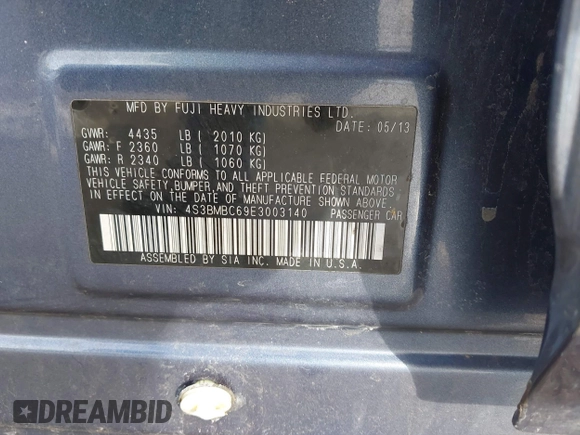 MFD BY FUJI HEAVY INDUSTRIES LTD.
DATE: 05/13
GVWR: 4435 LB ( 2010 KG)
GAWR: F 2360 LB ( 1070 KG)
GAWR: R 2340 LB ( 1060 KG)
THIS VEHICLE CONFORMS TO ALL APPLICABLE FEDERAL MOTOR
VEHICLE SAFETY, BUMPER, AND THEFT PREVENTION STANDARDS
IN EFFECT ON THE DATE OF MANUFACTURE SHOWN ABOVE.
VIN: 4S3BMBC69E3003140 PASSENGER CAR
ASSEMBLED BY SIA INC. MADE IN U.S.A.
DREAMBID